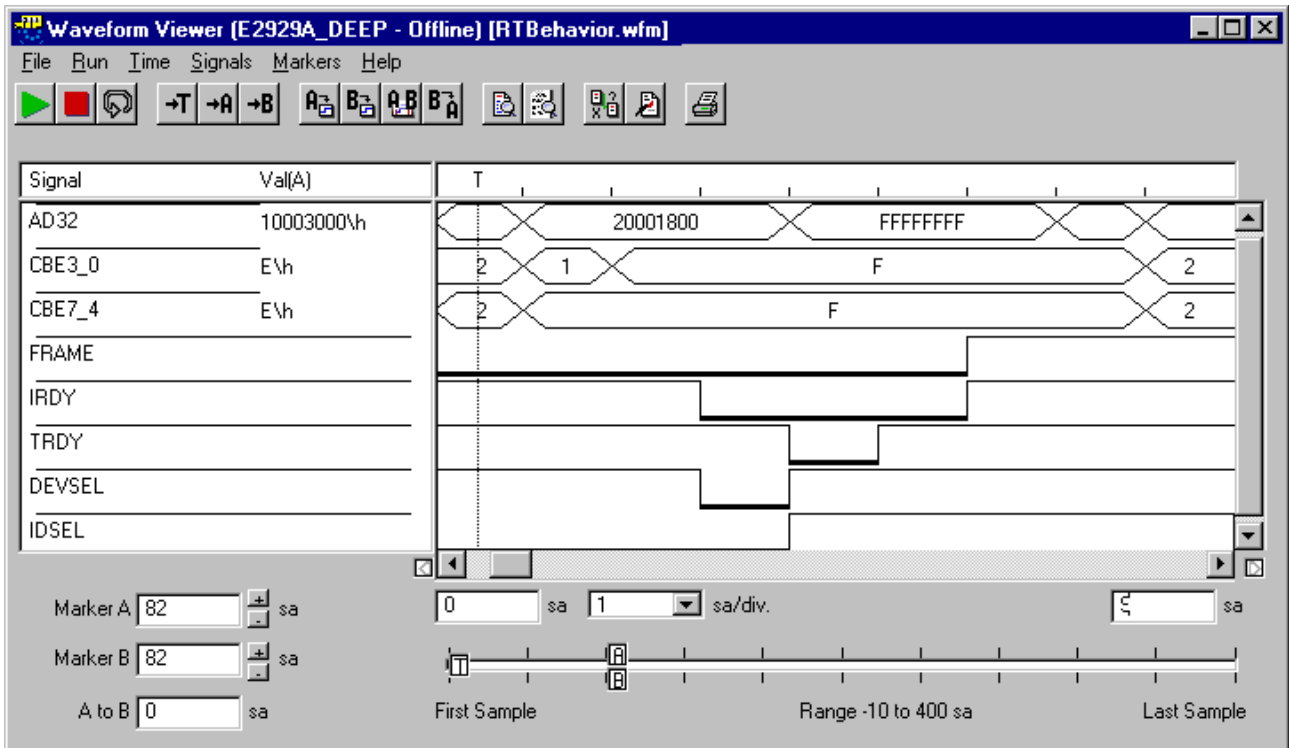 Waveform Viewer (E2929A_DEEP - Offline) [RTBehavior.wfm]
File Run Time Signals Markers Help
→T →A →B A B A B B A
Signal Val(A) T
AD32 10003000\h 20001800 FFFFFFFF
CBE3_0 E\h 2 1 F 2
CBE7_4 E\h 2 F 2
FRAME
IRDY
TRDY
DEVSEL
IDSEL
Marker A 82 + - sa 0 sa 1 sa/div. sa
Marker B 82 + - sa T A B
A to B 0 sa First Sample Range -10 to 400 sa Last Sample